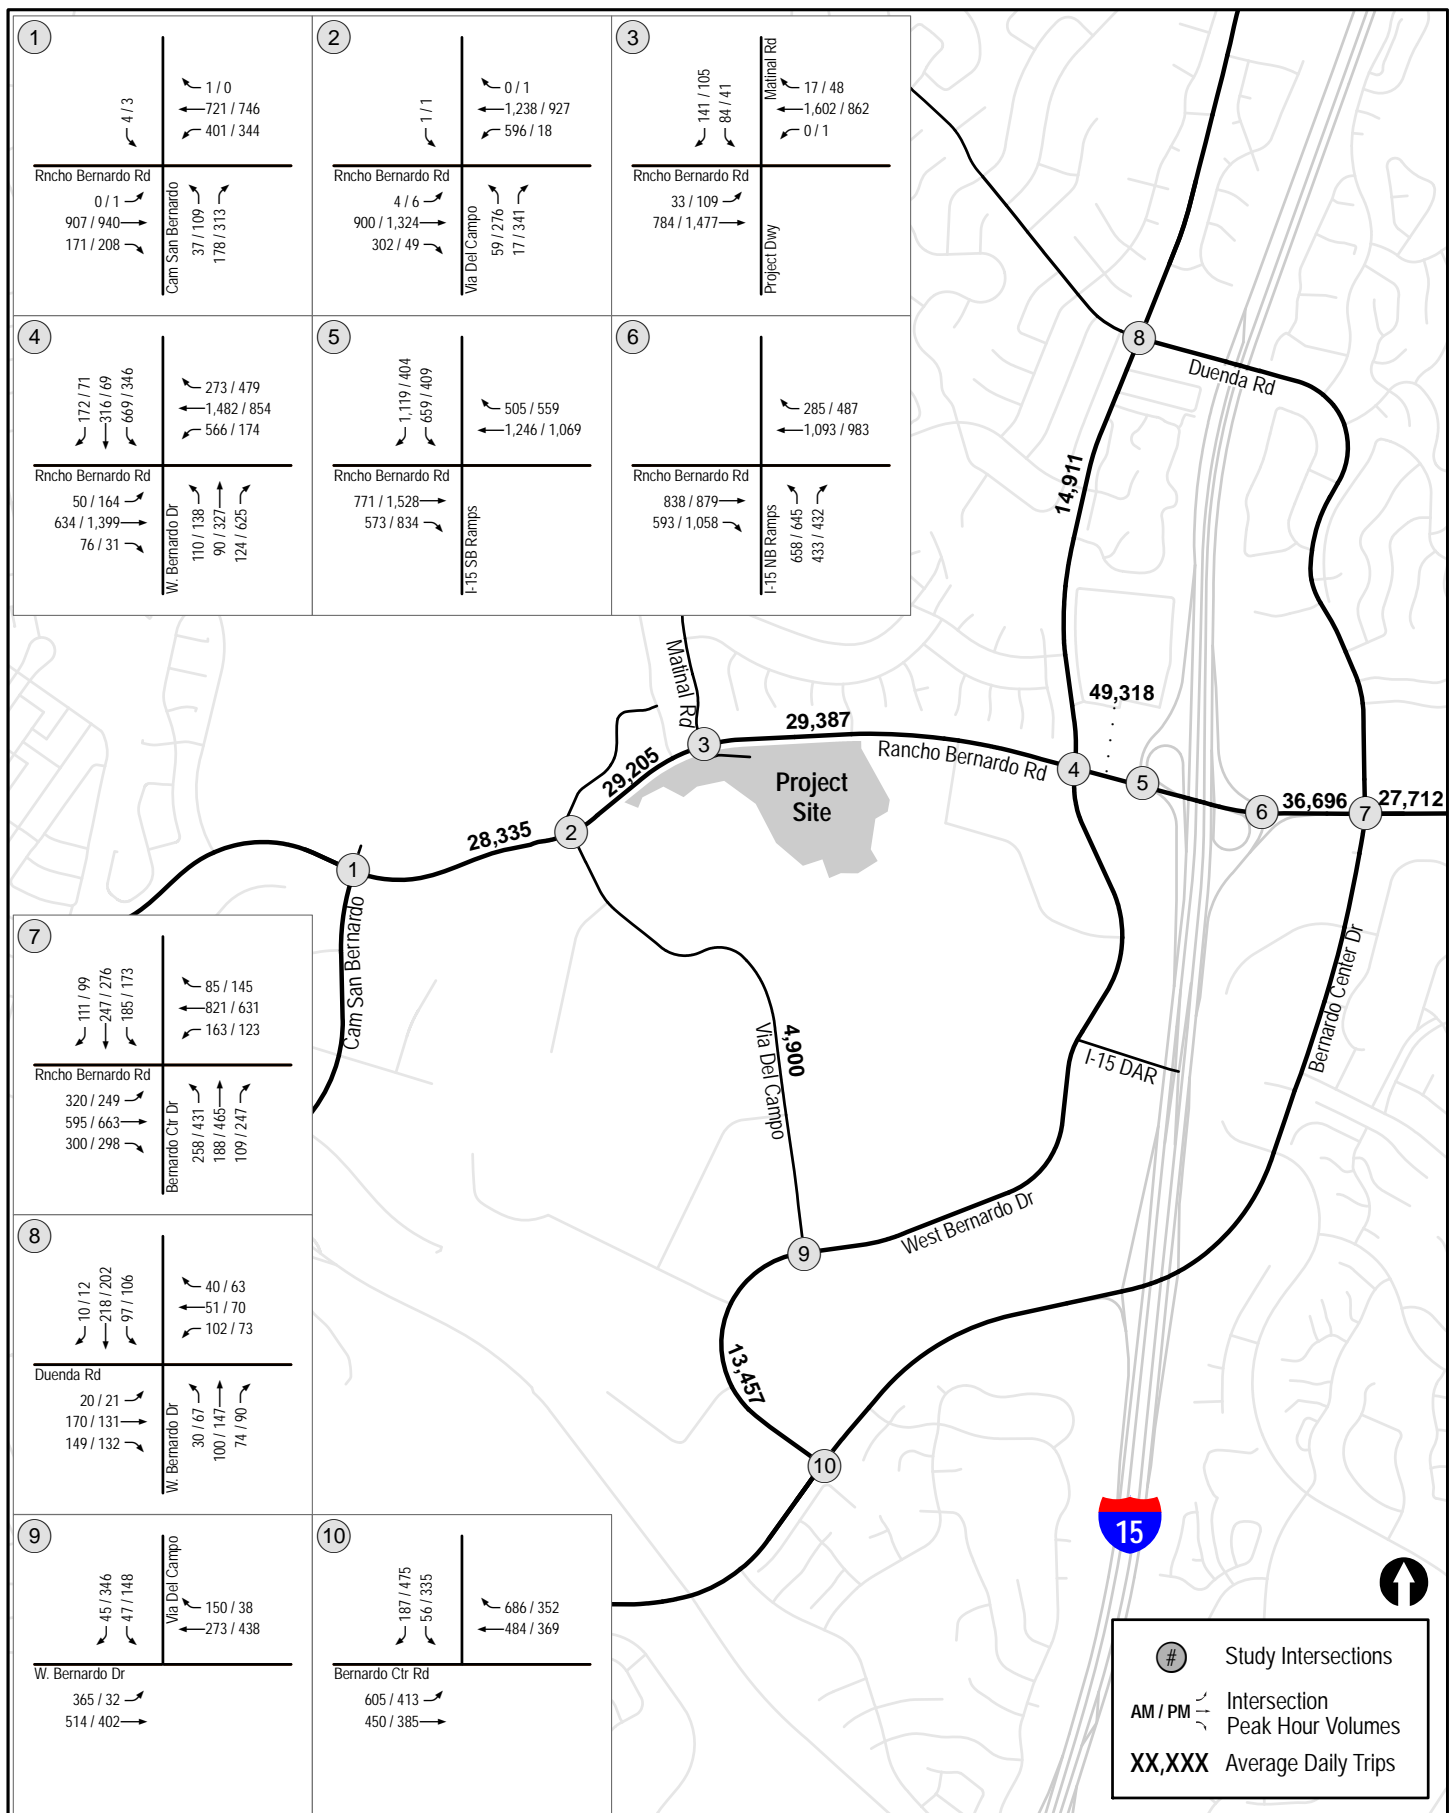 1
4 / 3
1 / 0
721 / 746
401 / 344
Rncho Bernardo Rd
0 / 1
907 / 940
171 / 208
Cam San Bernardo
37 / 109
178 / 313
2
1 / 1
0 / 1
1,238 / 927
596 / 18
Rncho Bernardo Rd
4 / 6
900 / 1,324
302 / 49
Via Del Campo
59 / 276
17 / 341
3
141 / 105
84 / 41
Matinal Rd
17 / 48
1,602 / 862
0 / 1
Rncho Bernardo Rd
33 / 109
784 / 1,477
Project Dwy
4
172 / 71
316 / 69
669 / 346
273 / 479
1,482 / 854
566 / 174
Rncho Bernardo Rd
50 / 164
634 / 1,399
76 / 31
W. Bernardo Dr
110 / 138
90 / 327
124 / 625
5
1,119 / 404
659 / 409
505 / 559
1,246 / 1,069
Rncho Bernardo Rd
771 / 1,528
573 / 834
I-15 SB Ramps
6
285 / 487
1,093 / 983
Rncho Bernardo Rd
838 / 879
593 / 1,058
I-15 NB Ramps
658 / 645
433 / 432
8
Duenda Rd
14,911
Matinal Rd
49,318
29,387
3
Rancho Bernardo Rd
4
5
29,205
Project
Site
6
36,696
7
27,712
28,335
2
1
Cam San Bernardo
Bernardo Center Dr
4,900
Via Del Campo
I-15 DAR
West Bernardo Dr
9
13,457
10
15
7
111 / 99
247 / 276
185 / 173
85 / 145
821 / 631
163 / 123
Rncho Bernardo Rd
320 / 249
595 / 663
300 / 298
Bernardo Ctr Dr
258 / 431
188 / 465
109 / 247
8
10 / 12
218 / 202
97 / 106
40 / 63
51 / 70
102 / 73
Duenda Rd
20 / 21
170 / 131
149 / 132
W. Bernardo Dr
30 / 67
100 / 147
74 / 90
9
45 / 346
47 / 148
Via Del Campo
150 / 38
273 / 438
W. Bernardo Dr
365 / 32
514 / 402
10
187 / 475
56 / 335
686 / 352
484 / 369
Bernardo Ctr Rd
605 / 413
450 / 385
# Study Intersections
AM / PM Intersection
Peak Hour Volumes
XX,XXX Average Daily Trips